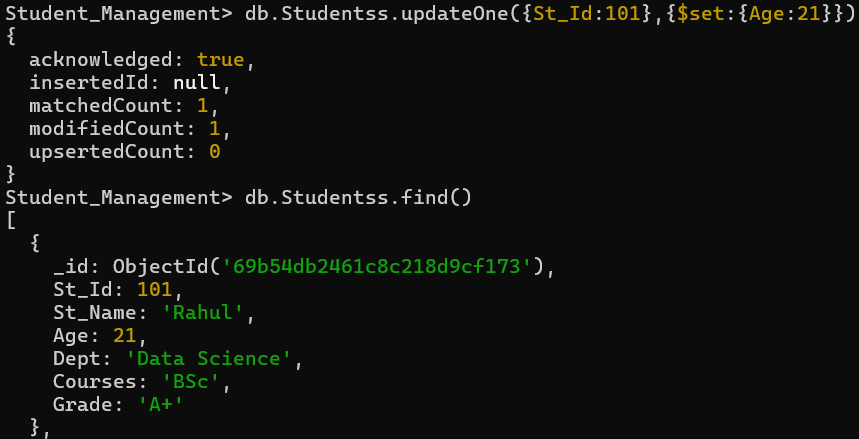 Student_Management> db.Studentss.updateOne({St_Id:101},{$set:{Age:21}})
{
  acknowledged: true,
  insertedId: null,
  matchedCount: 1,
  modifiedCount: 1,
  upsertedCount: 0
}
Student_Management> db.Studentss.find()
[
  {
    _id: ObjectId('69b54db2461c8c218d9cf173'),
    St_Id: 101,
    St_Name: 'Rahul',
    Age: 21,
    Dept: 'Data Science',
    Courses: 'BSc',
    Grade: 'A+'
  },